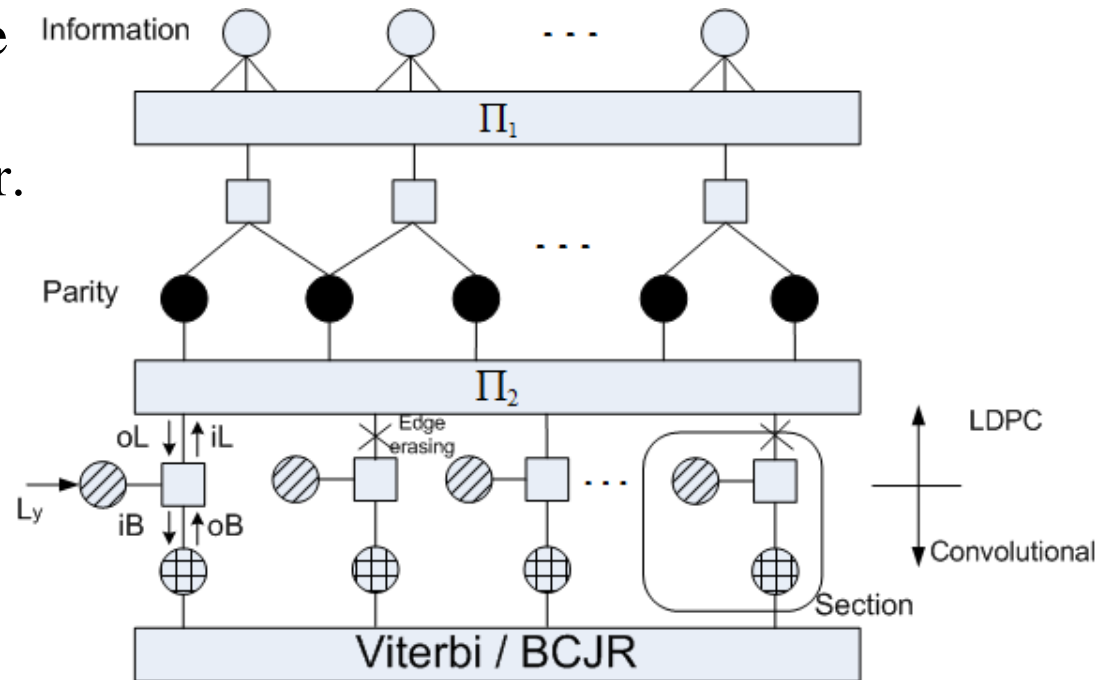 e
Information
- - -
Π₁
r.
- - -
Parity
Π₂
Edge
erasing
oL
iL
LDPC
Ly
- - -
iB
oB
Convolutional
Section
Viterbi / BCJR